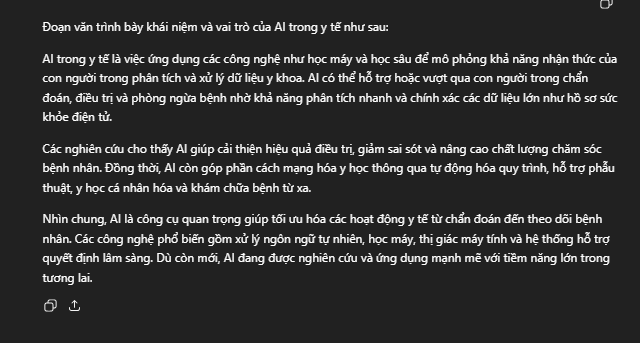 Đoạn văn trình bày khái niệm và vai trò của AI trong y tế như sau:
AI trong y tế là việc ứng dụng các công nghệ như học máy và học sâu để mô phỏng khả năng nhận thức của
con người trong phân tích và xử lý dữ liệu y khoa. AI có thể hỗ trợ hoặc vượt qua con người trong chẩn
đoán, điều trị và phòng ngừa bệnh nhờ khả năng phân tích nhanh và chính xác các dữ liệu lớn như hồ sơ sức
khỏe điện tử.
Các nghiên cứu cho thấy AI giúp cải thiện hiệu quả điều trị, giảm sai sót và nâng cao chất lượng chăm sóc
bệnh nhân. Đồng thời, AI còn góp phần cách mạng hóa y học thông qua tự động hóa quy trình, hỗ trợ phẫu
thuật, y học cá nhân hóa và khám chữa bệnh từ xa.
Nhìn chung, AI là công cụ quan trọng giúp tối ưu hóa các hoạt động y tế từ chẩn đoán đến theo dõi bệnh
nhân. Các công nghệ phổ biến gồm xử lý ngôn ngữ tự nhiên, học máy, thị giác máy tính và hệ thống hỗ trợ
quyết định lâm sàng. Dù còn mới, AI đang được nghiên cứu và ứng dụng mạnh mẽ với tiềm năng lớn trong
tương lai.